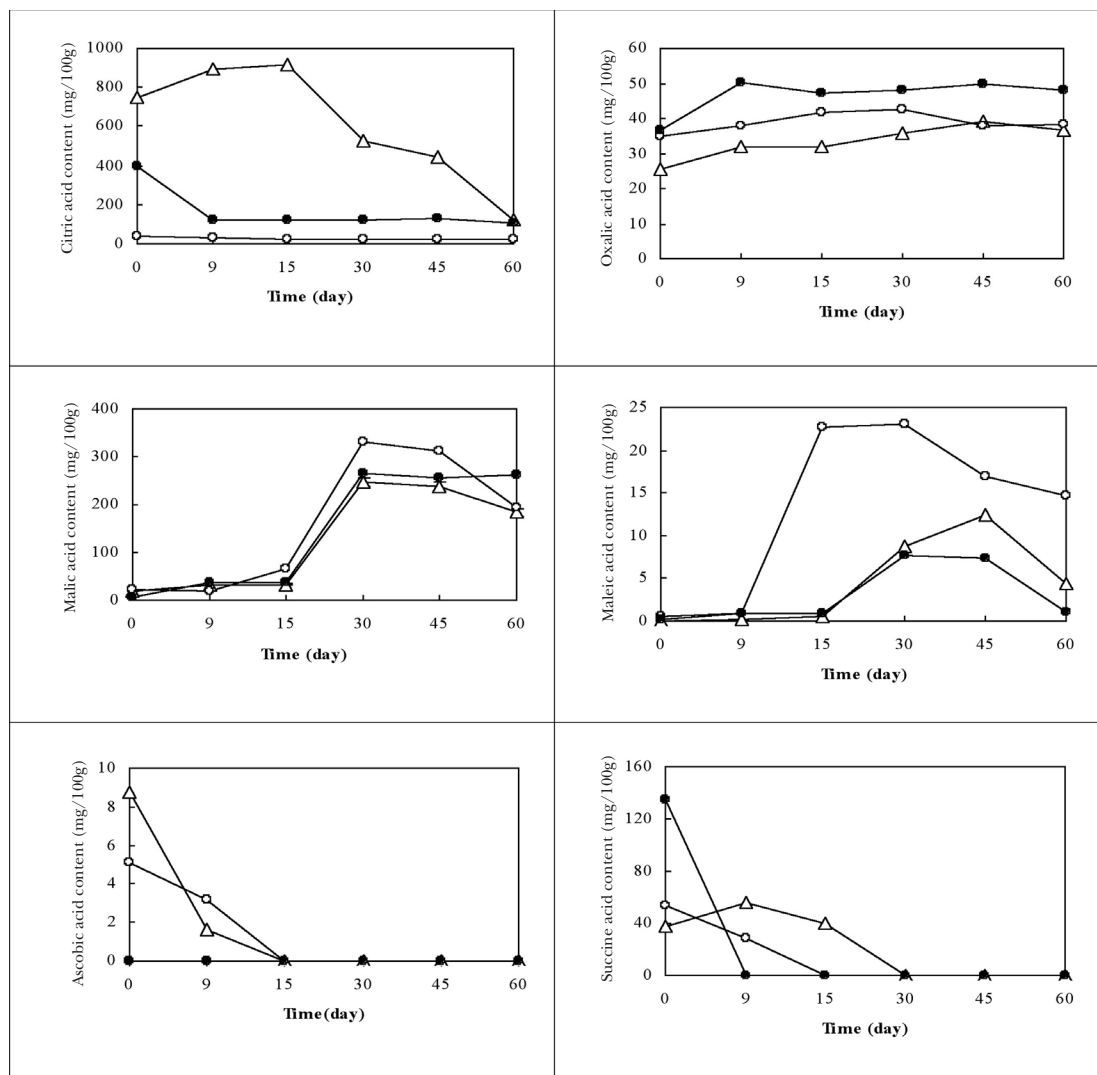 Citric acid content (mg/100g)
1000
800
600
400
200
0
0 9 15 30 45 60
Time (day)
Oxalic acid content (mg/100g)
60
50
40
30
20
10
0
0 9 15 30 45 60
Time (day)
Malic acid content (mg/100g)
400
300
200
100
0
0 9 15 30 45 60
Time (day)
Maleic acid content (mg/100g)
25
20
15
10
5
0
0 9 15 30 45 60
Time (day)
Ascobic acid content (mg/100g)
10
8
6
4
2
0
0 9 15 30 45 60
Time(day)
Succine acid content (mg/100g)
160
120
80
40
0
0 9 15 30 45 60
Time (day)